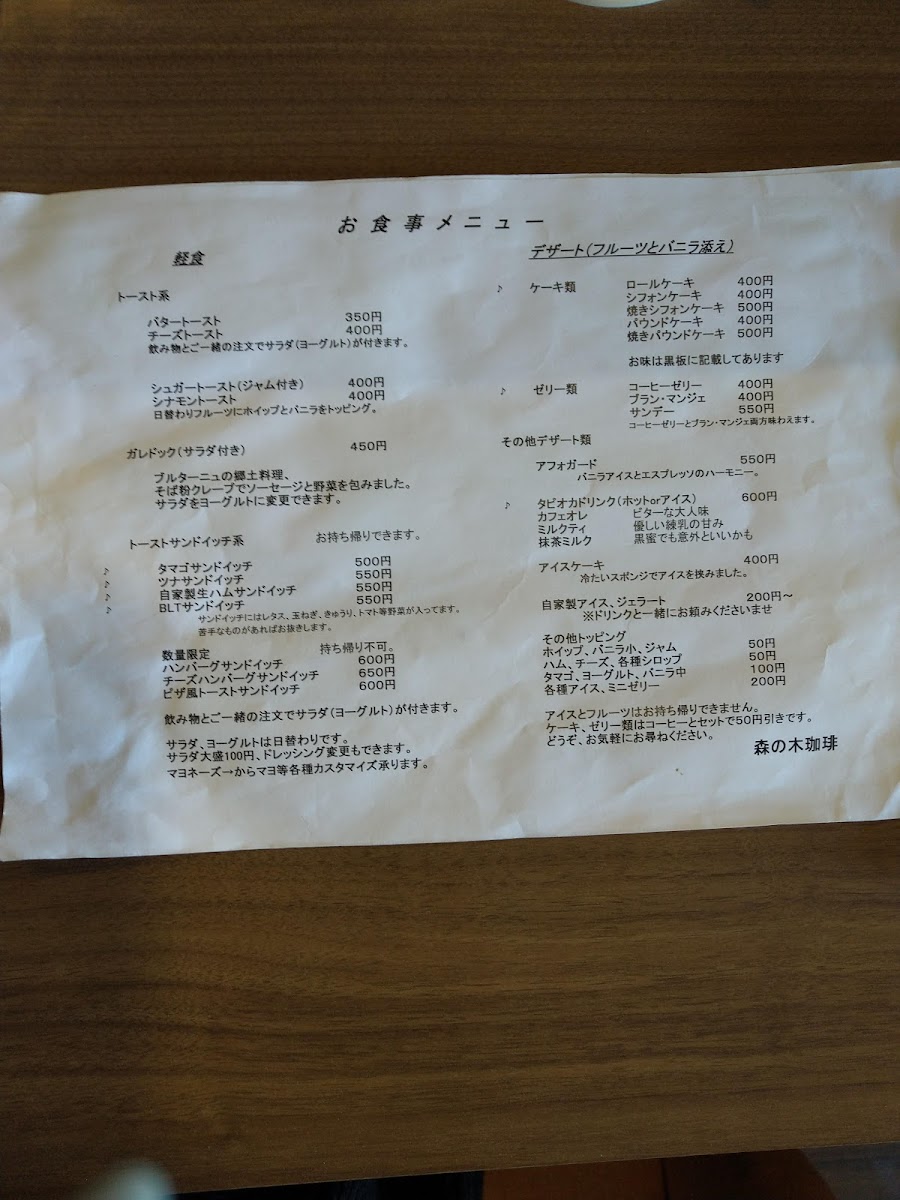 お食事メニュー
軽食
トースト系
バタートースト 350円
チーズトースト 400円
飲み物とご一緒の注文でサラダ(ヨーグルト)が付きます。
シュガートースト(ジャム付き) 400円
シナモントースト 400円
日替わりフルーツにホイップとバニラをトッピング。
ガレドック(サラダ付き) 450円
ブルターニュの郷土料理、
そば粉クレープでソーセージと野菜を包みました。
サラダをヨーグルトに変更できます。
トーストサンドイッチ系 お持ち帰りできます。
♪ タマゴサンドイッチ 500円
♪ ツナサンドイッチ 550円
♪ 自家製生ハムサンドイッチ 550円
♪ BLTサンドイッチ 550円
サンドイッチにはレタス、玉ねぎ、きゅうり、トマト等野菜が入ってます。
苦手なものがあればお抜きします。
数量限定 持ち帰り不可。
ハンバーグサンドイッチ 600円
チーズハンバーグサンドイッチ 650円
ピザ風トーストサンドイッチ 600円
飲み物とご一緒の注文でサラダ(ヨーグルト)が付きます。
サラダ、ヨーグルトは日替わりです。
サラダ大盛100円、ドレッシング変更もできます。
マヨネーズ→からマヨ等各種カスタマイズ承ります。
デザート(フルーツとバニラ添え)
♪ ケーキ類 ロールケーキ 400円
シフォンケーキ 400円
焼きシフォンケーキ 500円
パウンドケーキ 400円
焼きパウンドケーキ 500円
お味は黒板に記載してあります
♪ ゼリー類 コーヒーゼリー 400円
ブラン・マンジェ 400円
サンデー 550円
コーヒーゼリーとブラン・マンジェ両方味わえます。
その他デザート類
アフォガード 550円
バニラアイスとエスプレッソのハーモニー。
♪ タピオカドリンク(ホットorアイス) 600円
カフェオレ ビターな大人味
ミルクティ 優しい練乳の甘み
抹茶ミルク 黒蜜でも意外といいかも
アイスケーキ 400円
冷たいスポンジでアイスを挟みました。
自家製アイス、ジェラート 200円～
※ドリンクと一緒にお頼みくださいませ
その他トッピング
ホイップ、バニラ小、ジャム 50円
ハム、チーズ、各種シロップ 50円
タマゴ、ヨーグルト、バニラ中 100円
各種アイス、ミニゼリー 200円
アイスとフルーツはお持ち帰りできません。
ケーキ、ゼリー類はコーヒーとセットで50円引きです。
どうぞ、お気軽にお尋ねください。
森の木珈琲